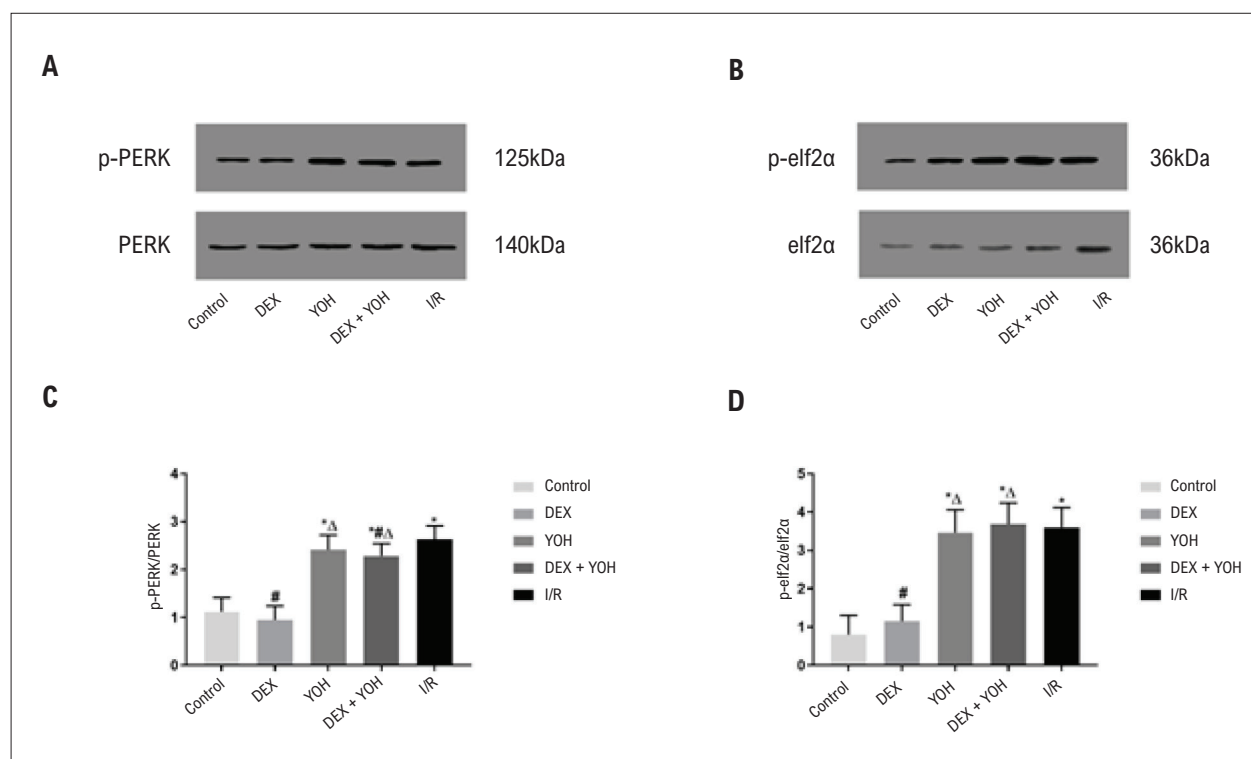 A
p-PERK
125kDa
PERK
140kDa
Control
DEX
YOH
DEX + YOH
I/R
B
p-elf2α
36kDa
elf2α
36kDa
Control
DEX
YOH
DEX + YOH
I/R
C
p-PERK/PERK
4
3
2
1
0
#
*Δ
*#Δ
*
Control
DEX
YOH
DEX + YOH
I/R
Control
DEX
YOH
DEX + YOH
I/R
D
p-elf2α/elf2α
5
4
3
2
1
0
#
*Δ
*Δ
*
Control
DEX
YOH
DEX + YOH
I/R
Control
DEX
YOH
DEX + YOH
I/R